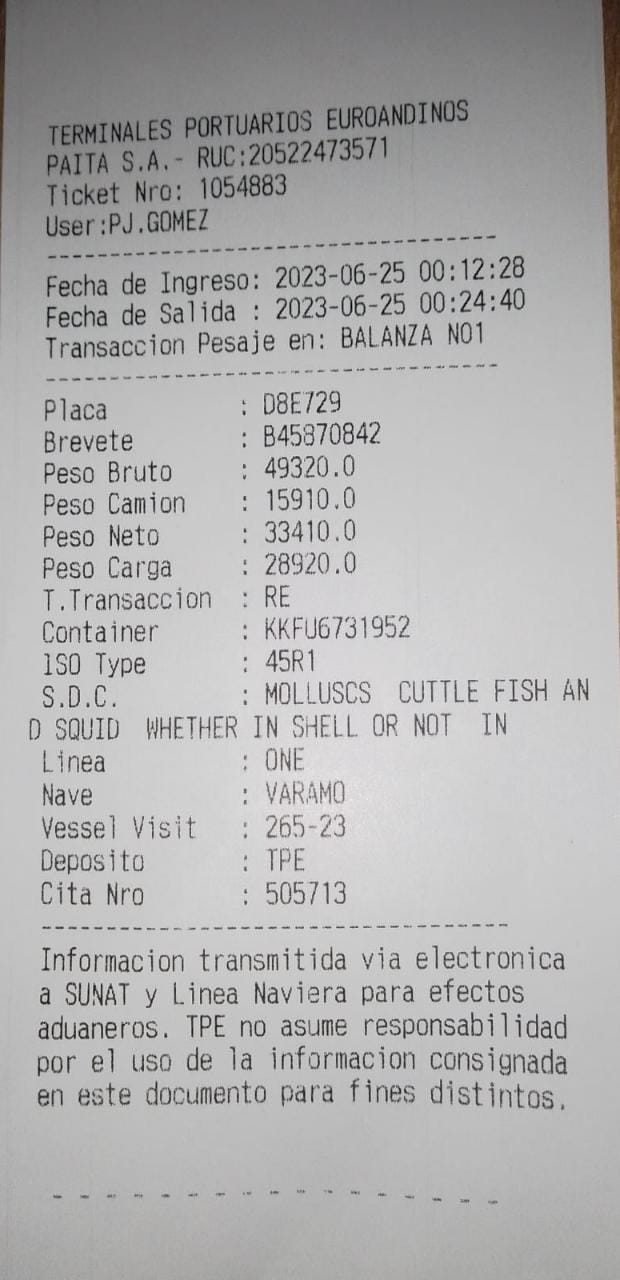 TERMINALES PORTUARIOS EUROANDINOS
PAITA S.A.- RUC:20522473571
Ticket Nro: 1054883
User:PJ.GOMEZ
Fecha de Ingreso: 2023-06-25 00:12:28
Fecha de Salida : 2023-06-25 00:24:40
Transaccion Pesaje en: BALANZA NO1
Placa : D8E729
Brevete : B45870842
Peso Bruto : 49320.0
Peso Camion : 15910.0
Peso Neto : 33410.0
Peso Carga : 28920.0
T.Transaccion : RE
Container : KKFU6731952
ISO Type : 45R1
S.D.C. : MOLLUSCS CUTTLE FISH AN
D SQUID WHETHER IN SHELL OR NOT IN
Linea : ONE
Nave : VARAMO
Vessel Visit : 265-23
Deposito : TPE
Cita Nro : 505713
Informacion transmitida via electronica
a SUNAT y Linea Naviera para efectos
aduaneros. TPE no asume responsabilidad
por el uso de la informacion consignada
en este documento para fines distintos.